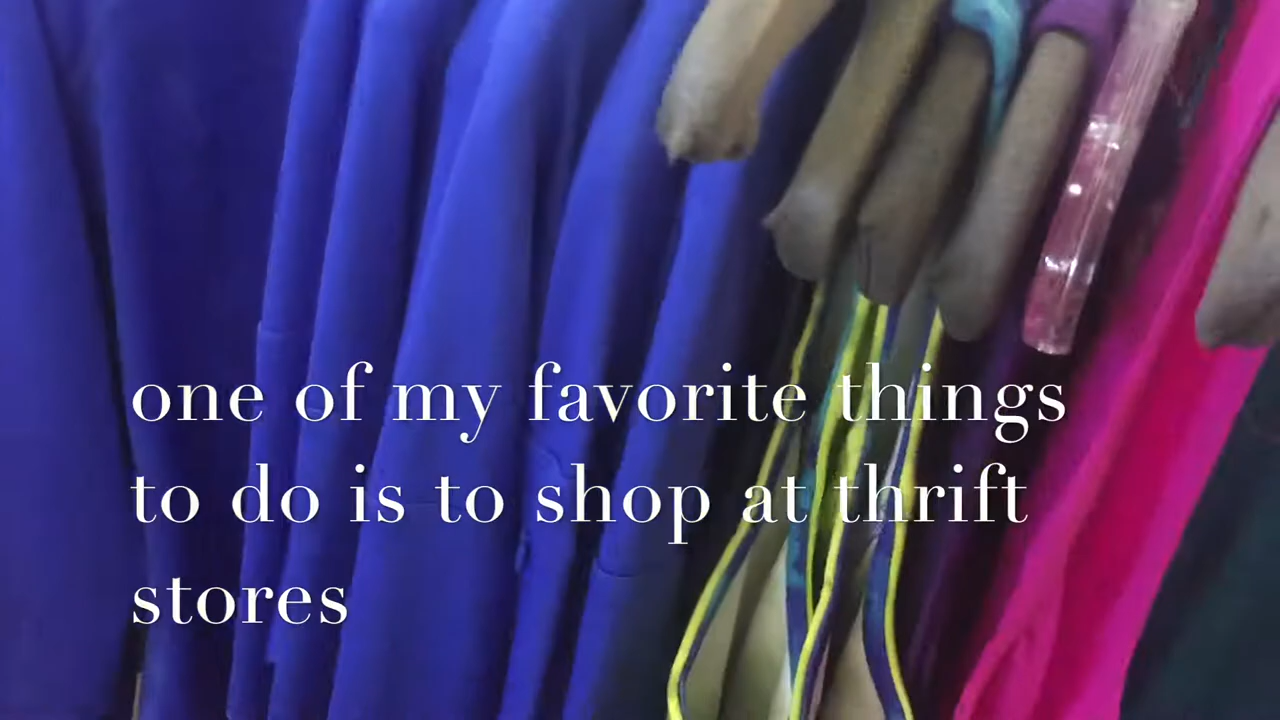 one of my favorite things
to do is to shop at thrift
stores